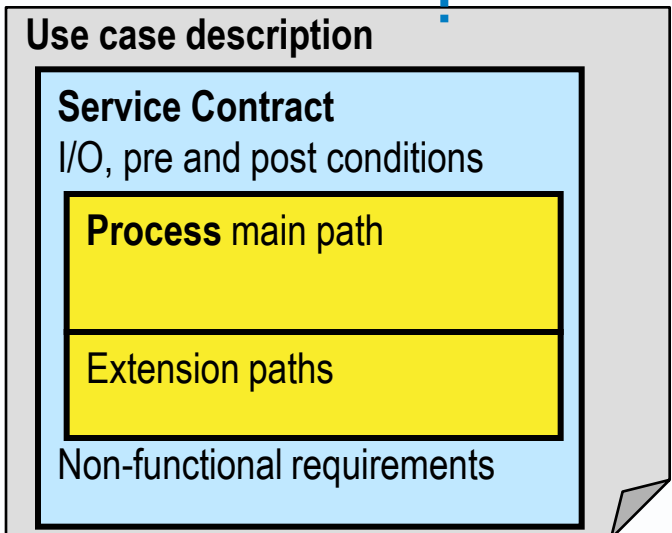 Use case description
Service Contract
I/O, pre and post conditions
Process main path
Extension paths
Non-functional requirements